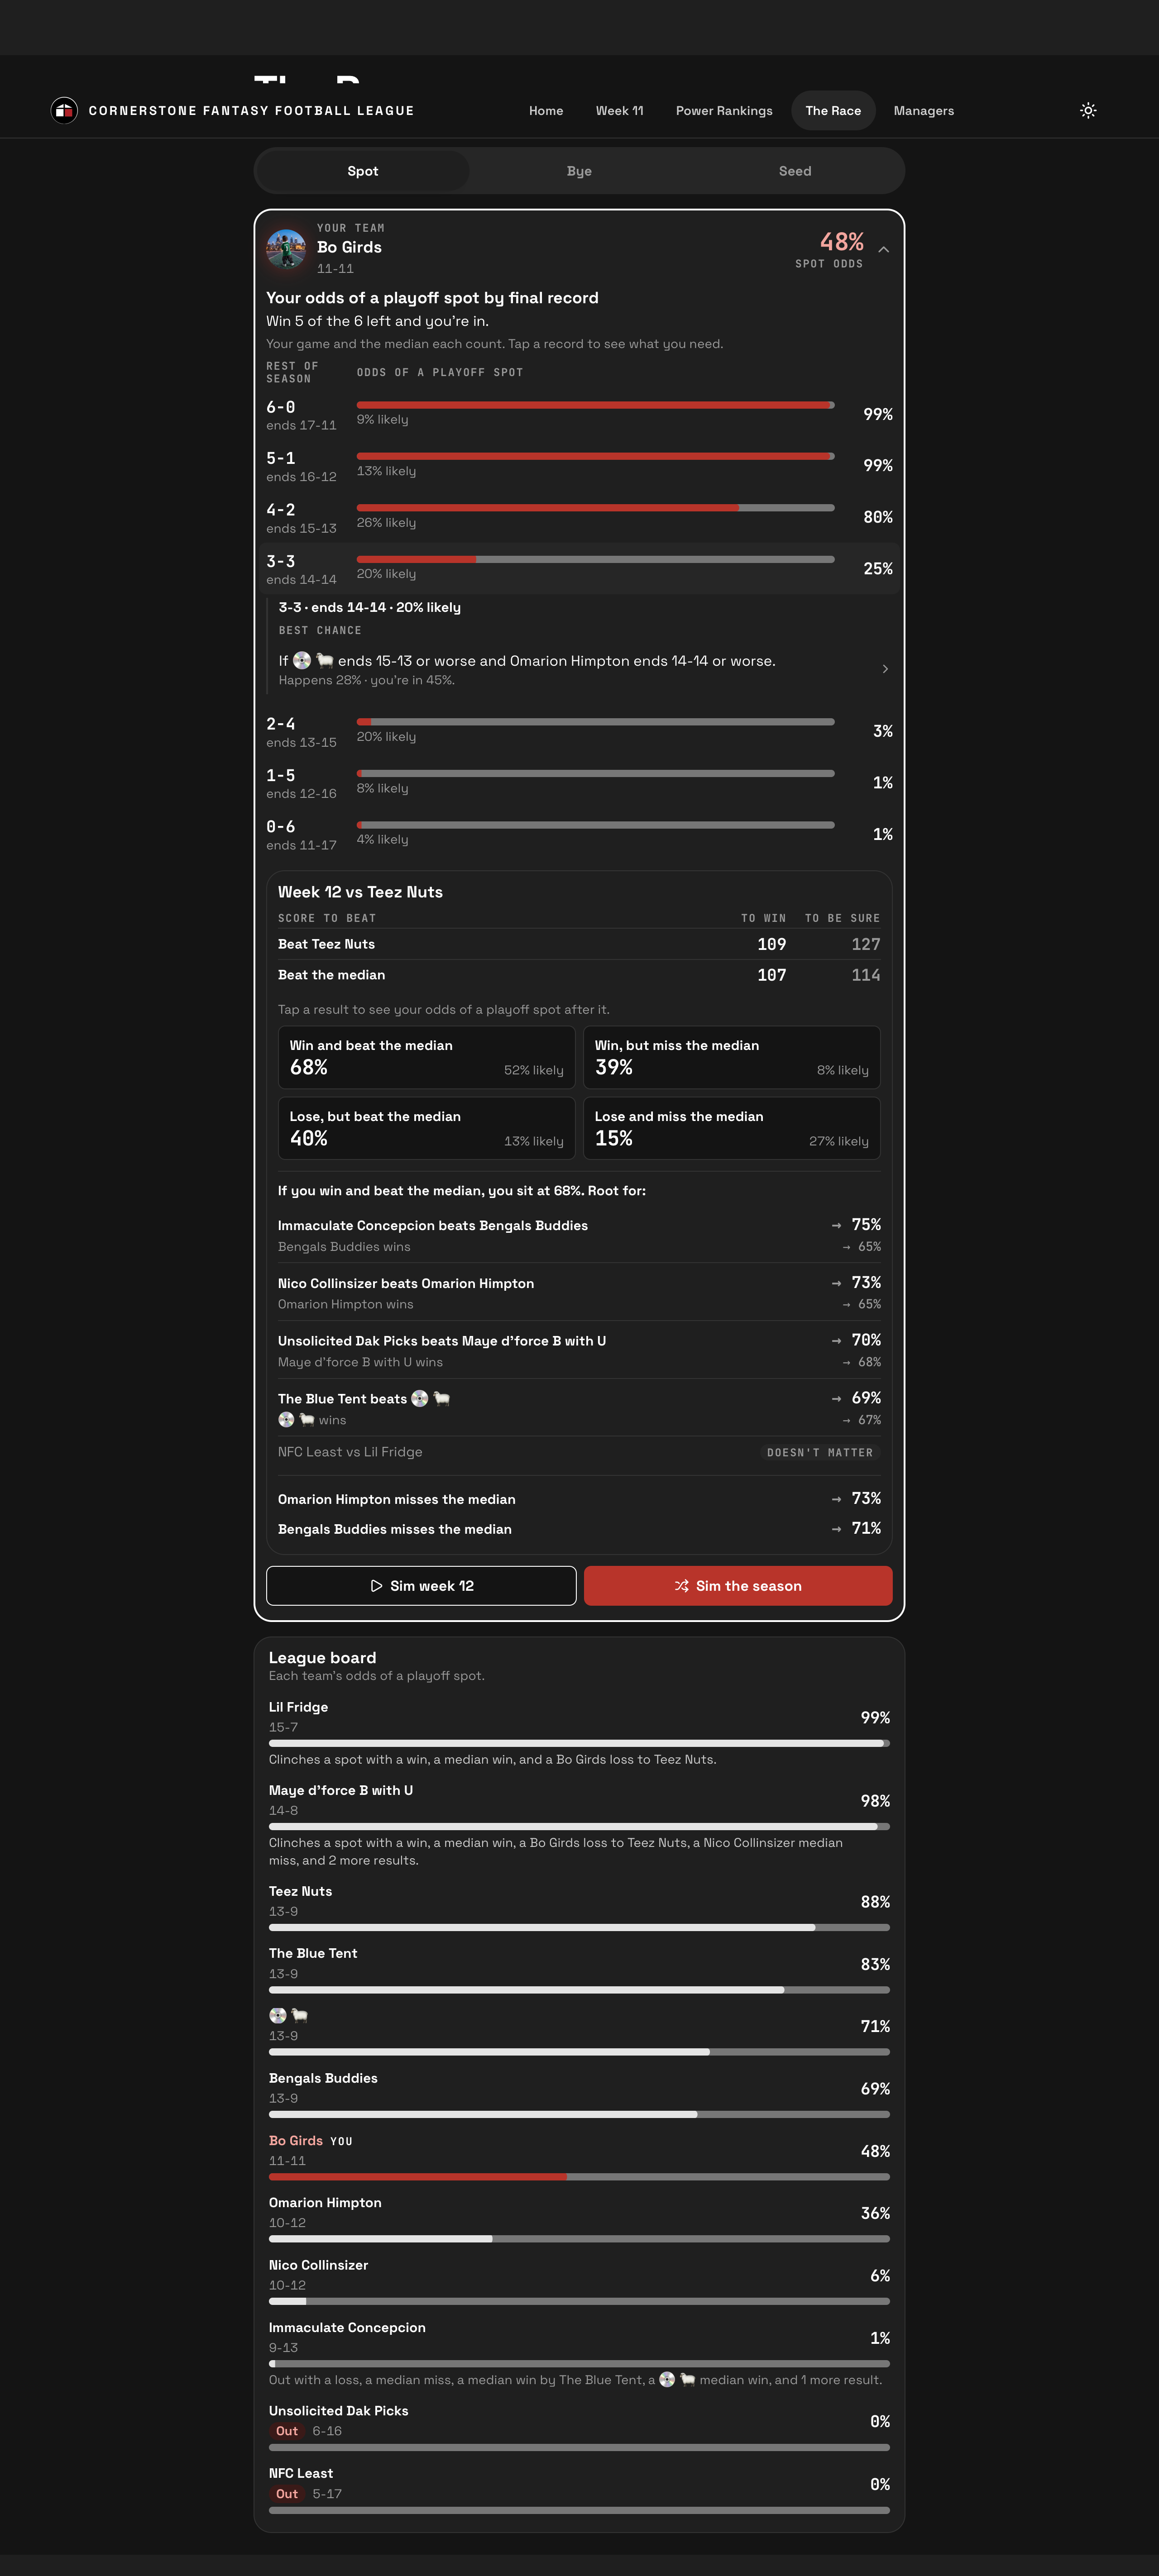 CORNERSTONE FANTASY FOOTBALL LEAGUE
Home
Week 11
Power Rankings
The Race
Managers
Spot
Bye
Seed
YOUR TEAM
Bo Girds
11-11
48%
SPOT ODDS
Your odds of a playoff spot by final record
Win 5 of the 6 left and you're in.
Your game and the median each count. Tap a record to see what you need.
REST OF
SEASON
ODDS OF A PLAYOFF SPOT
6-0
ends 17-11
9% likely
99%
5-1
ends 16-12
13% likely
99%
4-2
ends 15-13
26% likely
80%
3-3
ends 14-14
20% likely
25%
3-3 · ends 14-14 · 20% likely
BEST CHANCE
If 💿 🐑 ends 15-13 or worse and Omarion Himpton ends 14-14 or worse.
Happens 28% · you're in 45%.
2-4
ends 13-15
20% likely
3%
1-5
ends 12-16
8% likely
1%
0-6
ends 11-17
4% likely
1%
Week 12 vs Teez Nuts
SCORE TO BEAT
TO WIN
TO BE SURE
Beat Teez Nuts
109
127
Beat the median
107
114
Tap a result to see your odds of a playoff spot after it.
Win and beat the median
68%
52% likely
Win, but miss the median
39%
8% likely
Lose, but beat the median
40%
13% likely
Lose and miss the median
15%
27% likely
If you win and beat the median, you sit at 68%. Root for:
Immaculate Concepcion beats Bengals Buddies
→ 75%
Bengals Buddies wins
→ 65%
Nico Collinsizer beats Omarion Himpton
→ 73%
Omarion Himpton wins
→ 65%
Unsolicited Dak Picks beats Maye d'force B with U
→ 70%
Maye d'force B with U wins
→ 68%
The Blue Tent beats 💿 🐑
→ 69%
💿 🐑 wins
→ 67%
NFC Least vs Lil Fridge
DOESN'T MATTER
Omarion Himpton misses the median
→ 73%
Bengals Buddies misses the median
→ 71%
Sim week 12
Sim the season
League board
Each team's odds of a playoff spot.
Lil Fridge
15-7
99%
Clinches a spot with a win, a median win, and a Bo Girds loss to Teez Nuts.
Maye d'force B with U
14-8
98%
Clinches a spot with a win, a median win, a Bo Girds loss to Teez Nuts, a Nico Collinsizer median
miss, and 2 more results.
Teez Nuts
13-9
88%
The Blue Tent
13-9
83%
💿 🐑
13-9
71%
Bengals Buddies
13-9
69%
Bo Girds YOU
11-11
48%
Omarion Himpton
10-12
36%
Nico Collinsizer
10-12
6%
Immaculate Concepcion
9-13
1%
Out with a loss, a median miss, a median win by The Blue Tent, a 💿 🐑 median win, and 1 more result.
Unsolicited Dak Picks
Out 6-16
0%
NFC Least
Out 5-17
0%